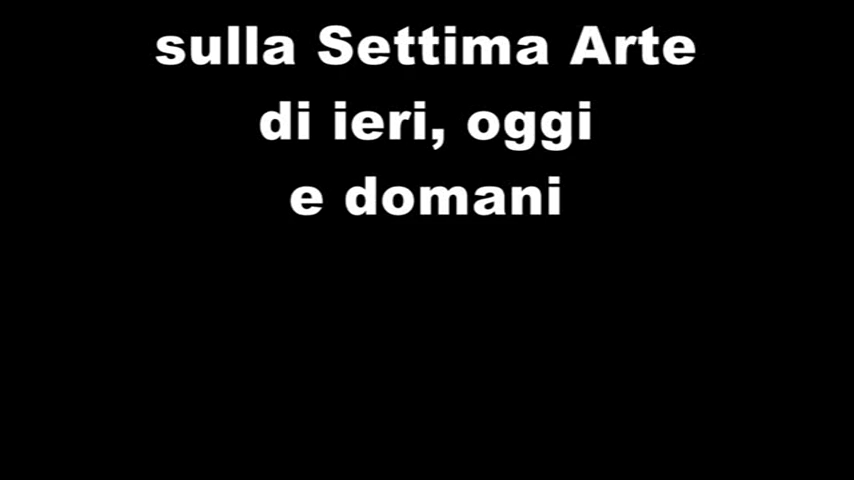 sulla Settima Arte
di ieri, oggi
e domani